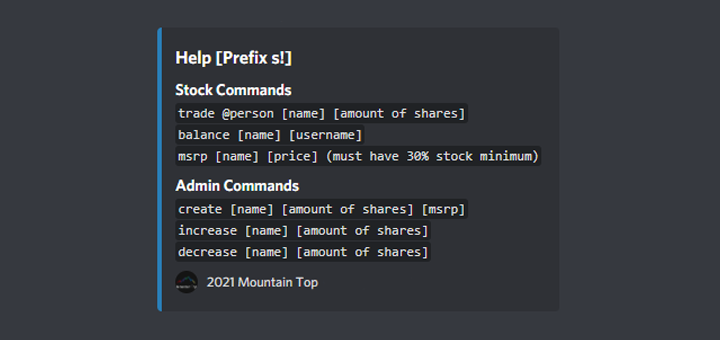 Help [Prefix s!]
Stock Commands
trade @person [name] [amount of shares]
balance [name] [username]
msrp [name] [price] (must have 30% stock minimum)
Admin Commands
create [name] [amount of shares] [msrp]
increase [name] [amount of shares]
decrease [name] [amount of shares]
2021 Mountain Top